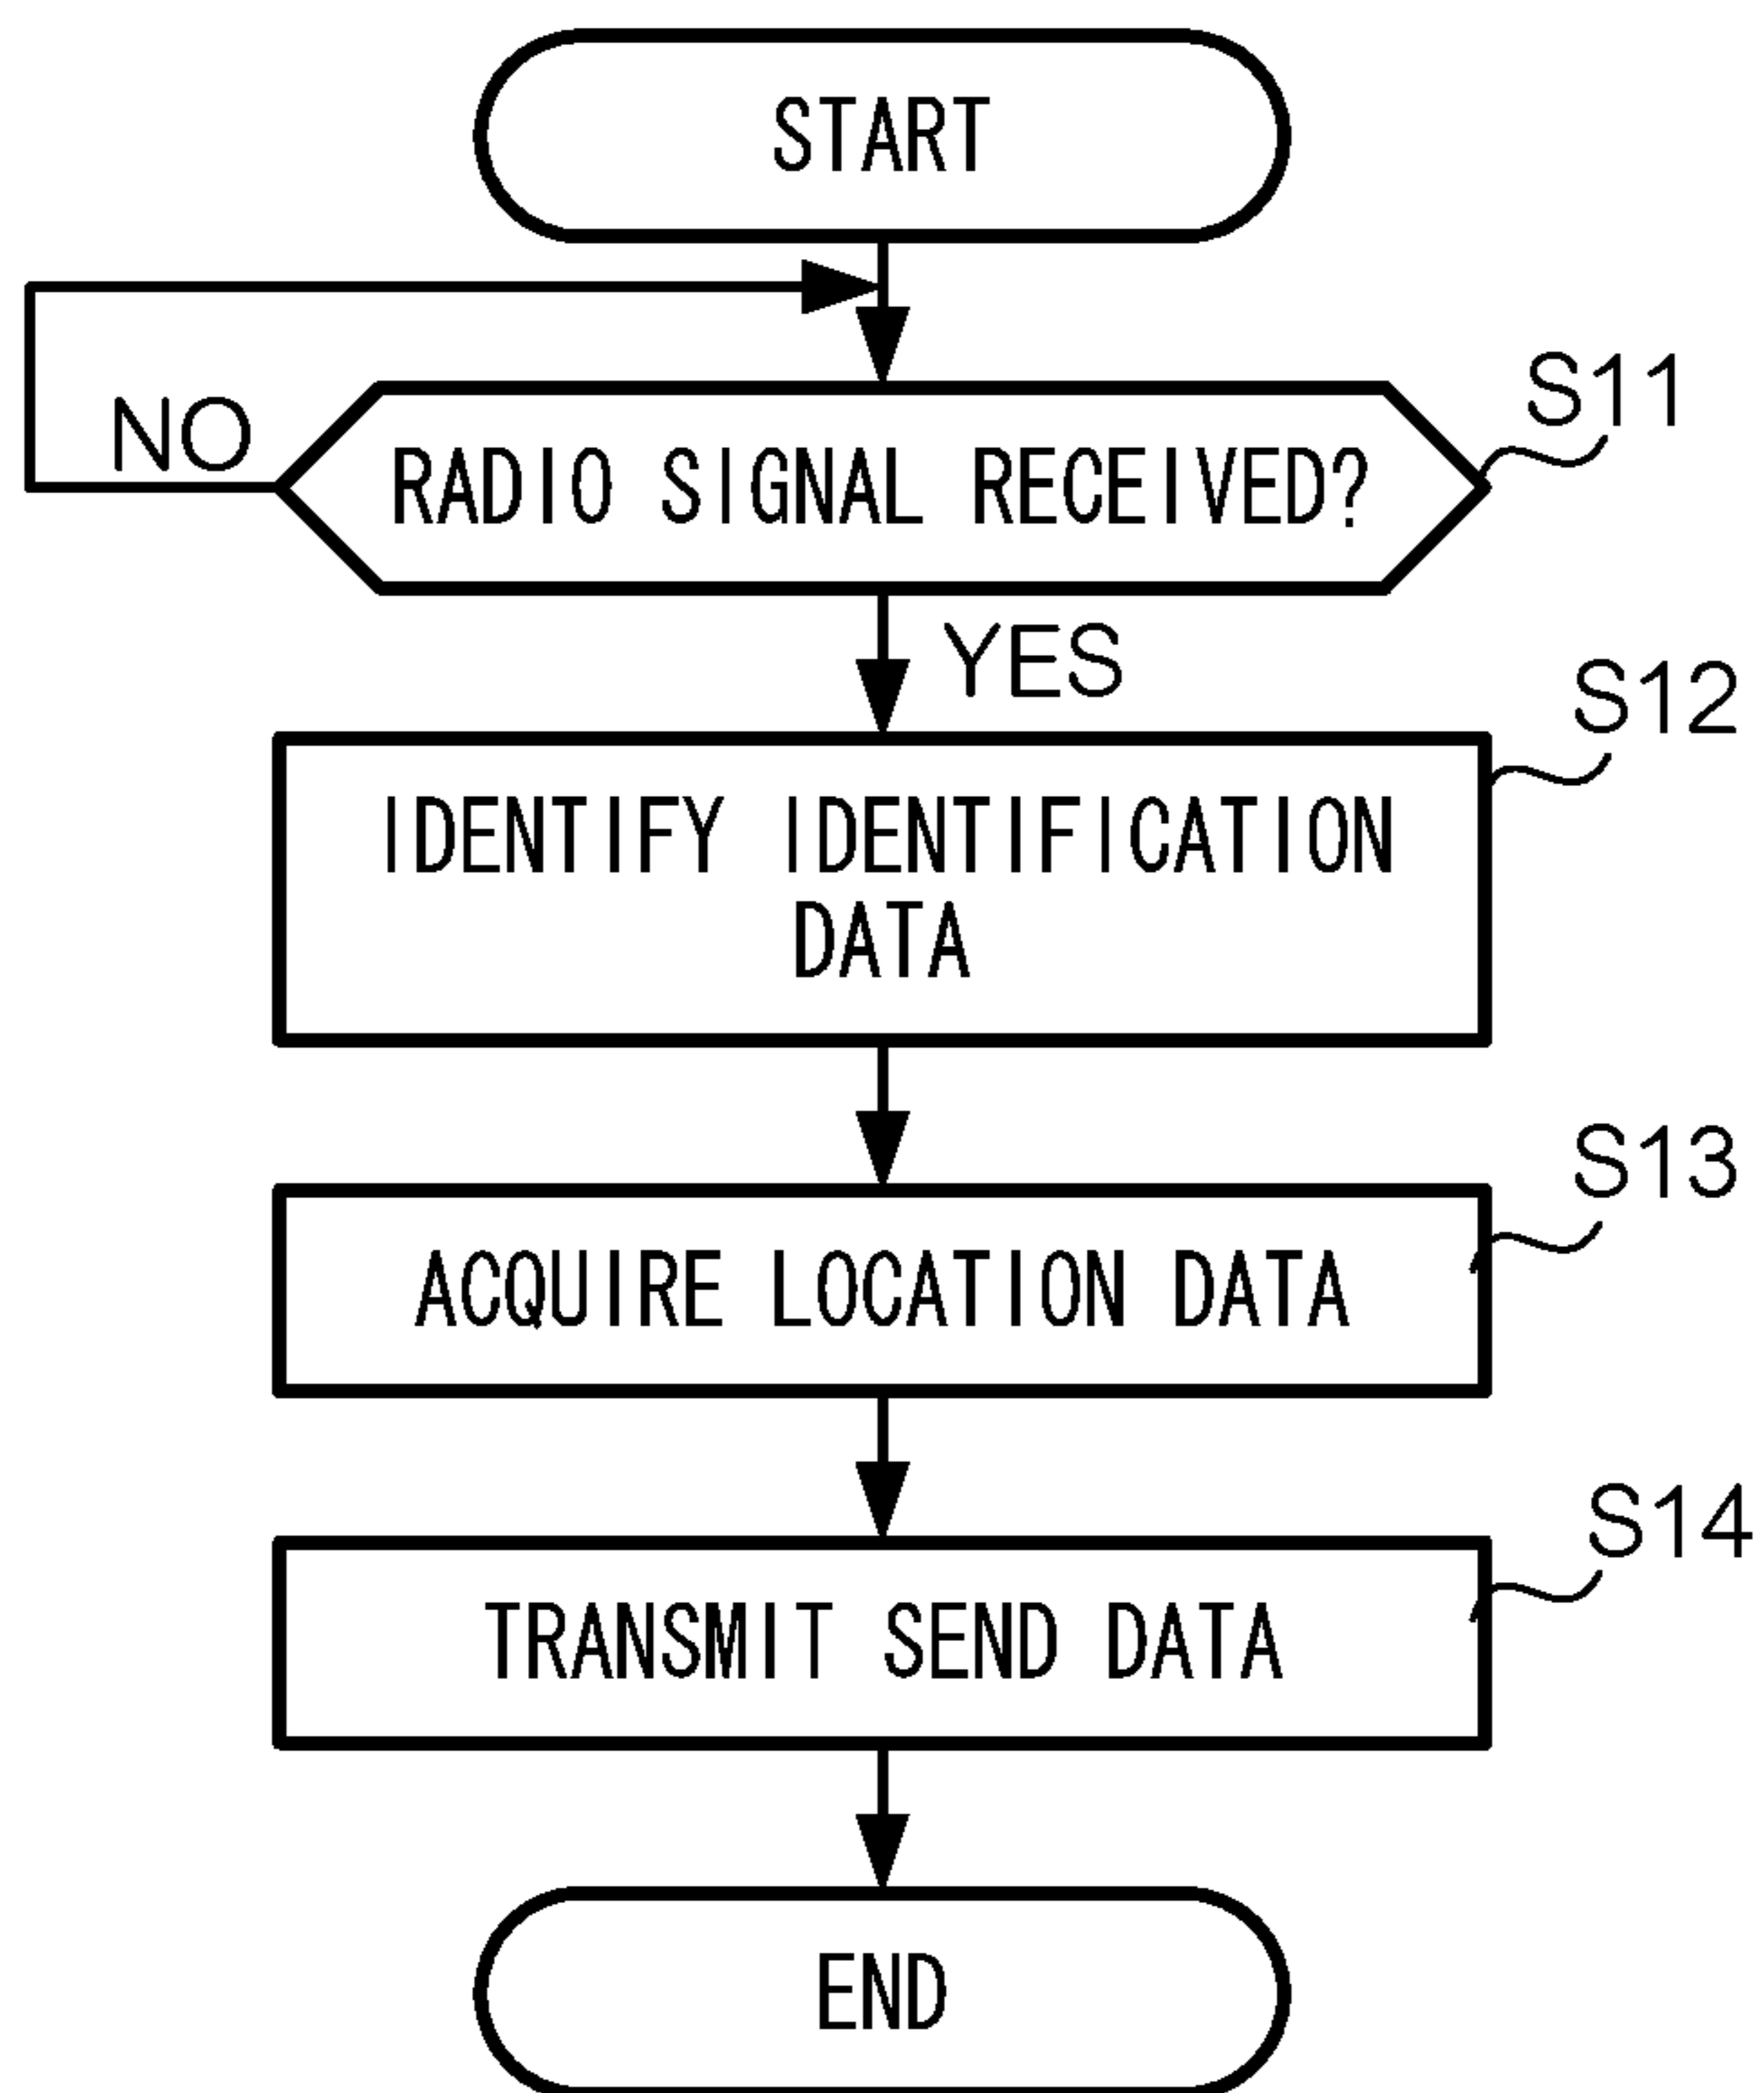 START
NO
S11
RADIO SIGNAL RECEIVED?
YES
S12
IDENTIFY IDENTIFICATION
DATA
S13
ACQUIRE LOCATION DATA
S14
TRANSMIT SEND DATA
END